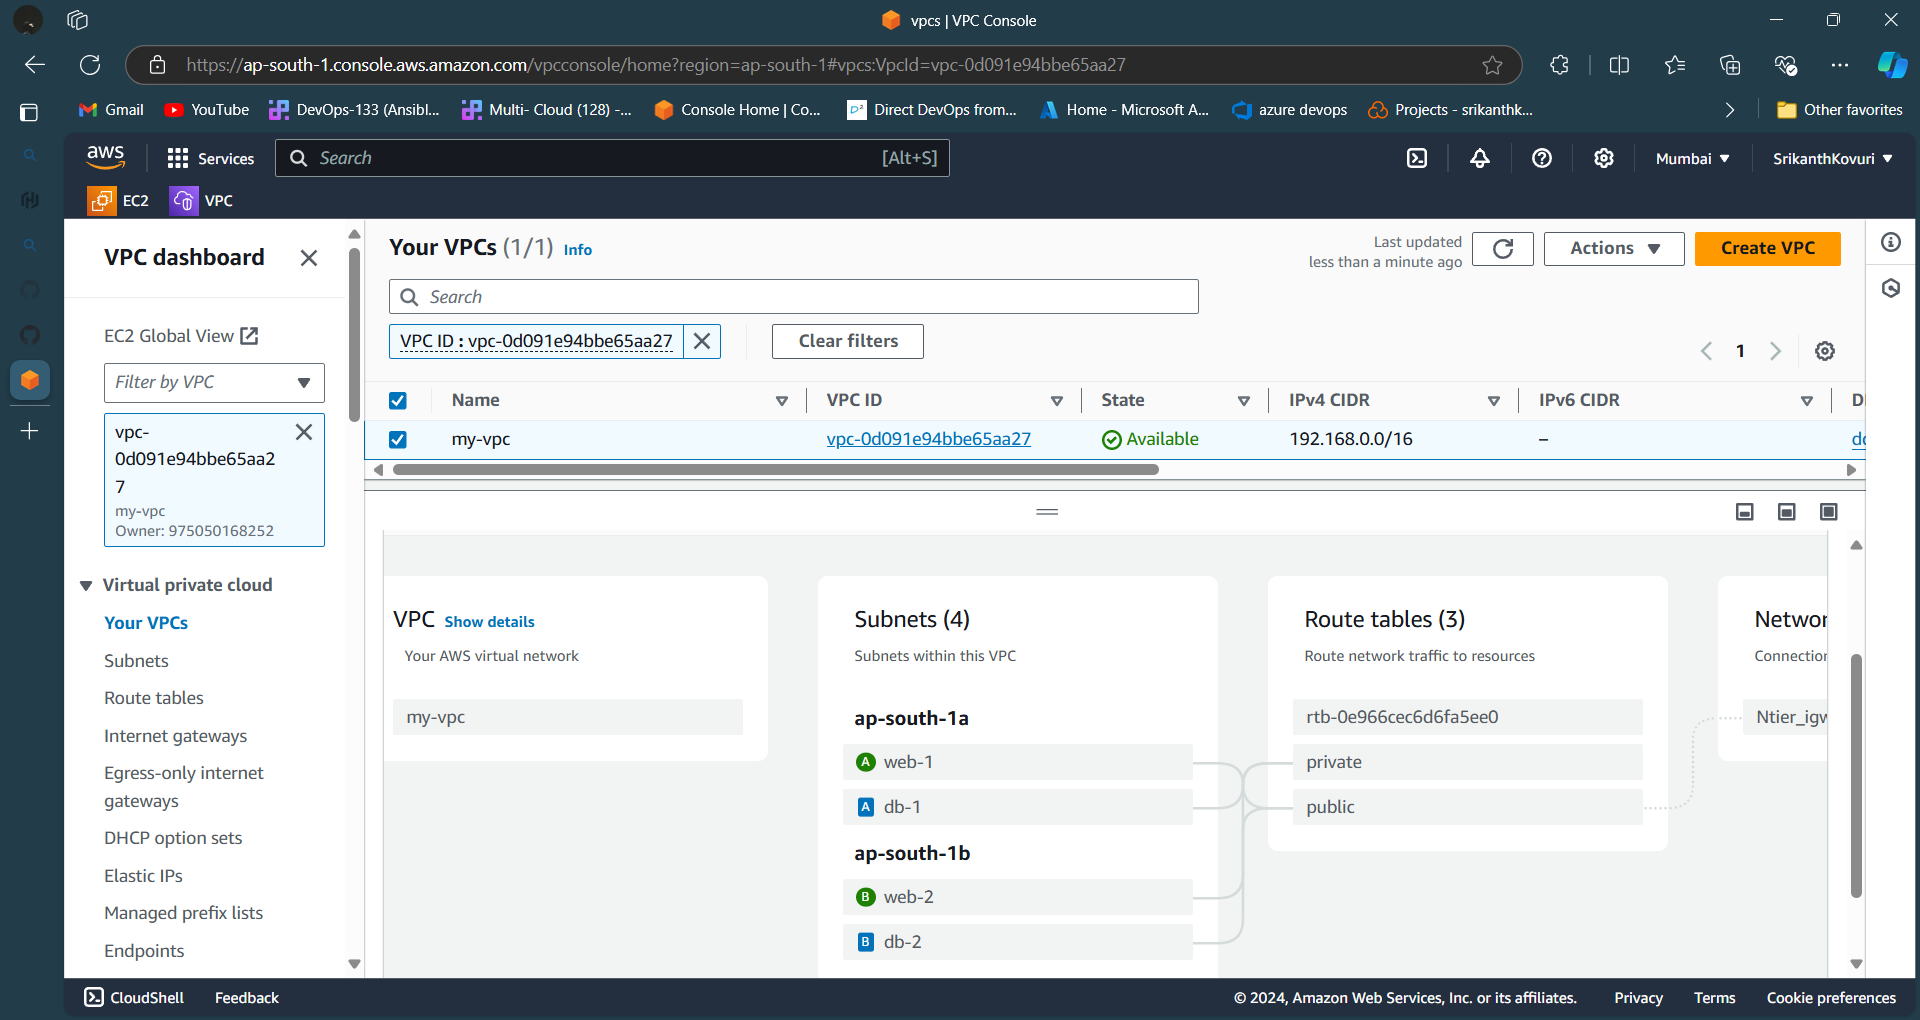 vpcs | VPC Console
https://ap-south-1.console.aws.amazon.com/vpcconsole/home?region=ap-south-1#vpcs:VpcId=vpc-0d091e94bbe65aa27
Gmail YouTube DevOps-133 (Ansibl... Multi- Cloud (128) -... Console Home | Co... Direct DevOps from... Home - Microsoft A... azure devops Projects - srikanthk... Other favorites
aws Services Search [Alt+S] Mumbai SrikanthKovuri
EC2 VPC
VPC dashboard
EC2 Global View
Filter by VPC
vpc-
0d091e94bbe65aa2
7
my-vpc
Owner: 975050168252
Virtual private cloud
Your VPCs
Subnets
Route tables
Internet gateways
Egress-only internet
gateways
DHCP option sets
Elastic IPs
Managed prefix lists
Endpoints
Your VPCs (1/1) Info
Last updated
less than a minute ago
Actions
Create VPC
Search
VPC ID : vpc-0d091e94bbe65aa27
Clear filters
1
Name VPC ID State IPv4 CIDR IPv6 CIDR D
my-vpc vpc-0d091e94bbe65aa27 Available 192.168.0.0/16 –
VPC Show details
Your AWS virtual network
my-vpc
Subnets (4)
Subnets within this VPC
ap-south-1a
A web-1
A db-1
ap-south-1b
B web-2
B db-2
Route tables (3)
Route network traffic to resources
rtb-0e966cec6d6fa5ee0
private
public
Networ
Connection
Ntier_igw
CloudShell Feedback © 2024, Amazon Web Services, Inc. or its affiliates. Privacy Terms Cookie preferences